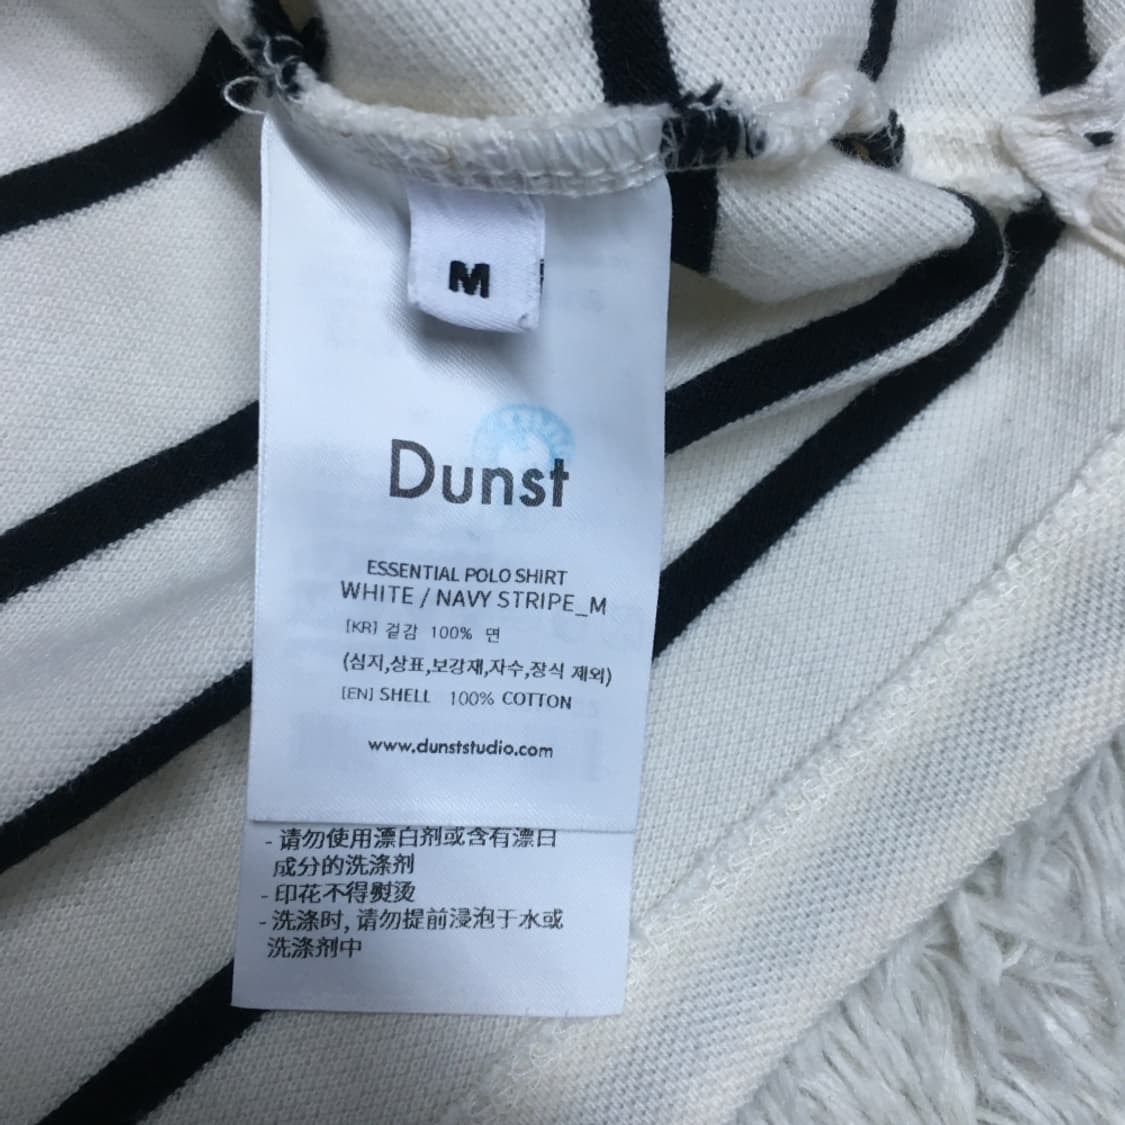 M
Dunst
ESSENTIAL POLO SHIRT
WHITE / NAVY STRIPE_M
[KR] 겉감 100% 면
(심지,상표,보강재,자수,장식 제외)
[EN] SHELL 100% COTTON
www.dunststudio.com
- 请勿使用漂白剂或含有漂白
成分的洗涤剂
- 印花不得熨烫
- 洗涤时, 请勿提前浸泡于水或
洗涤剂中